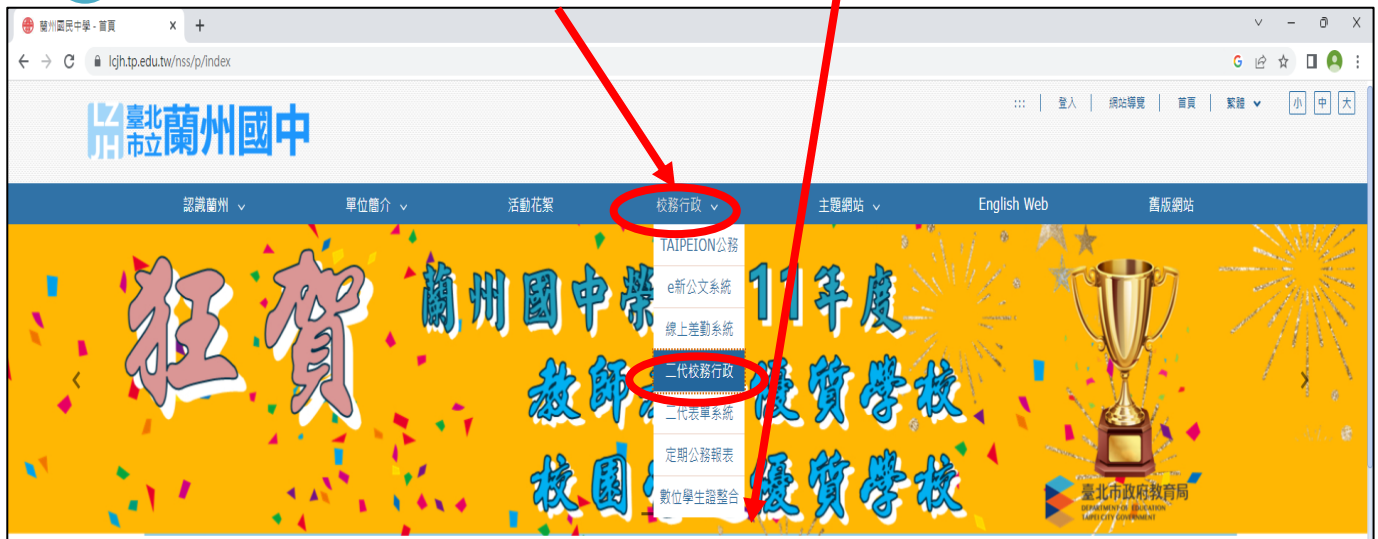 蘭州國民中學 - 首頁
lcjh.tp.edu.tw/nss/p/index
::: | 登入 | 網站導覽 | 首頁 | 繁體
小 中 大
臺北市立蘭州國中
認識蘭州 單位簡介 活動花絮 校務行政 主題網站 English Web 舊版網站
TAIPEION公務
e新公文系統
線上差勤系統
二代校務行政
二代表單系統
定期公務報表
數位學生證整合
狂賀
蘭州國中榮 11年度
教師 優質學校
校園 優質學校
臺北市政府教育局
DEPARTMENT OF EDUCATION
TAIPEI CITY GOVERNMENT